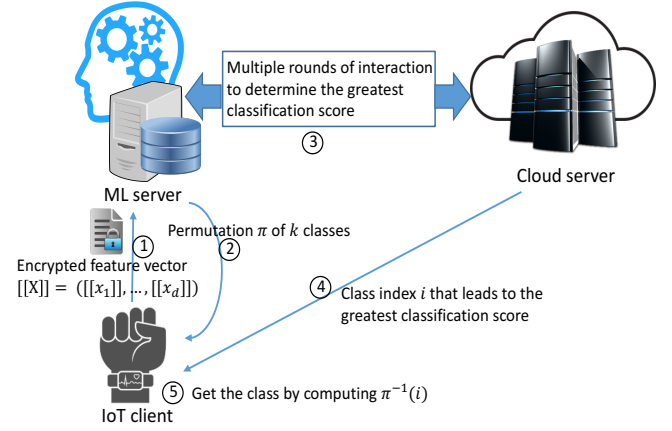 Multiple rounds of interaction
to determine the greatest
classification score
③
Cloud server
ML server
①
②
Permutation π of k classes
Encrypted feature vector
[[X]] = ([[x₁]], …, [[x_d]])
④
Class index i that leads to the
greatest classification score
⑤ Get the class by computing π⁻¹(i)
IoT client